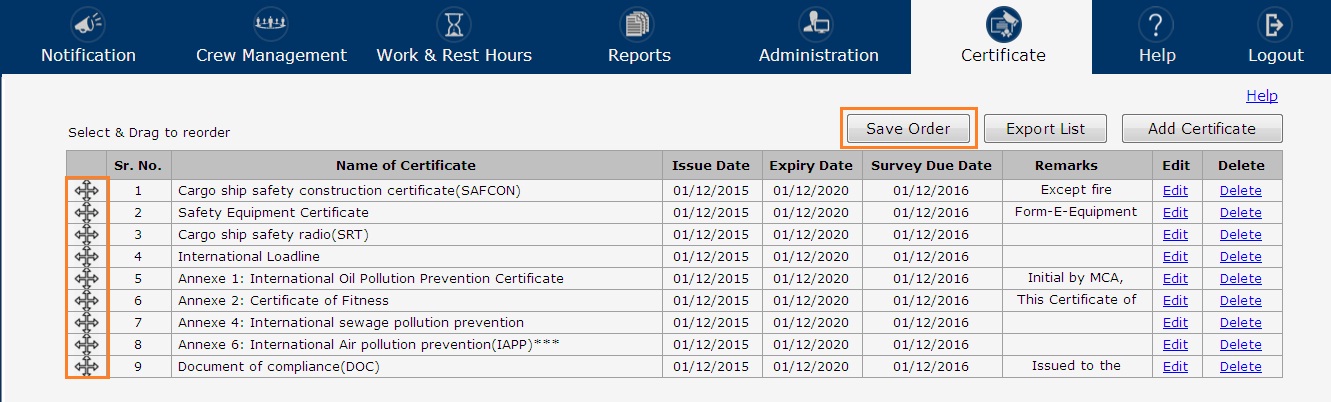 Notification Crew Management Work & Rest Hours Reports Administration Certificate Help Logout
Help
Select & Drag to reorder Save Order Export List Add Certificate
Sr. No. Name of Certificate Issue Date Expiry Date Survey Due Date Remarks Edit Delete
1 Cargo ship safety construction certificate(SAFCON) 01/12/2015 01/12/2020 01/12/2016 Except fire Edit Delete
2 Safety Equipment Certificate 01/12/2015 01/12/2020 01/12/2016 Form-E-Equipment Edit Delete
3 Cargo ship safety radio(SRT) 01/12/2015 01/12/2020 01/12/2016 Edit Delete
4 International Loadline 01/12/2015 01/12/2020 01/12/2016 Edit Delete
5 Annexe 1: International Oil Pollution Prevention Certificate 01/12/2015 01/12/2020 01/12/2016 Initial by MCA, Edit Delete
6 Annexe 2: Certificate of Fitness 01/12/2015 01/12/2020 01/12/2016 This Certificate of Edit Delete
7 Annexe 4: International sewage pollution prevention 01/12/2015 01/12/2020 01/12/2016 Edit Delete
8 Annexe 6: International Air pollution prevention(IAPP)*** 01/12/2015 01/12/2020 01/12/2016 Edit Delete
9 Document of compliance(DOC) 01/12/2015 01/12/2020 01/12/2016 Issued to the Edit Delete